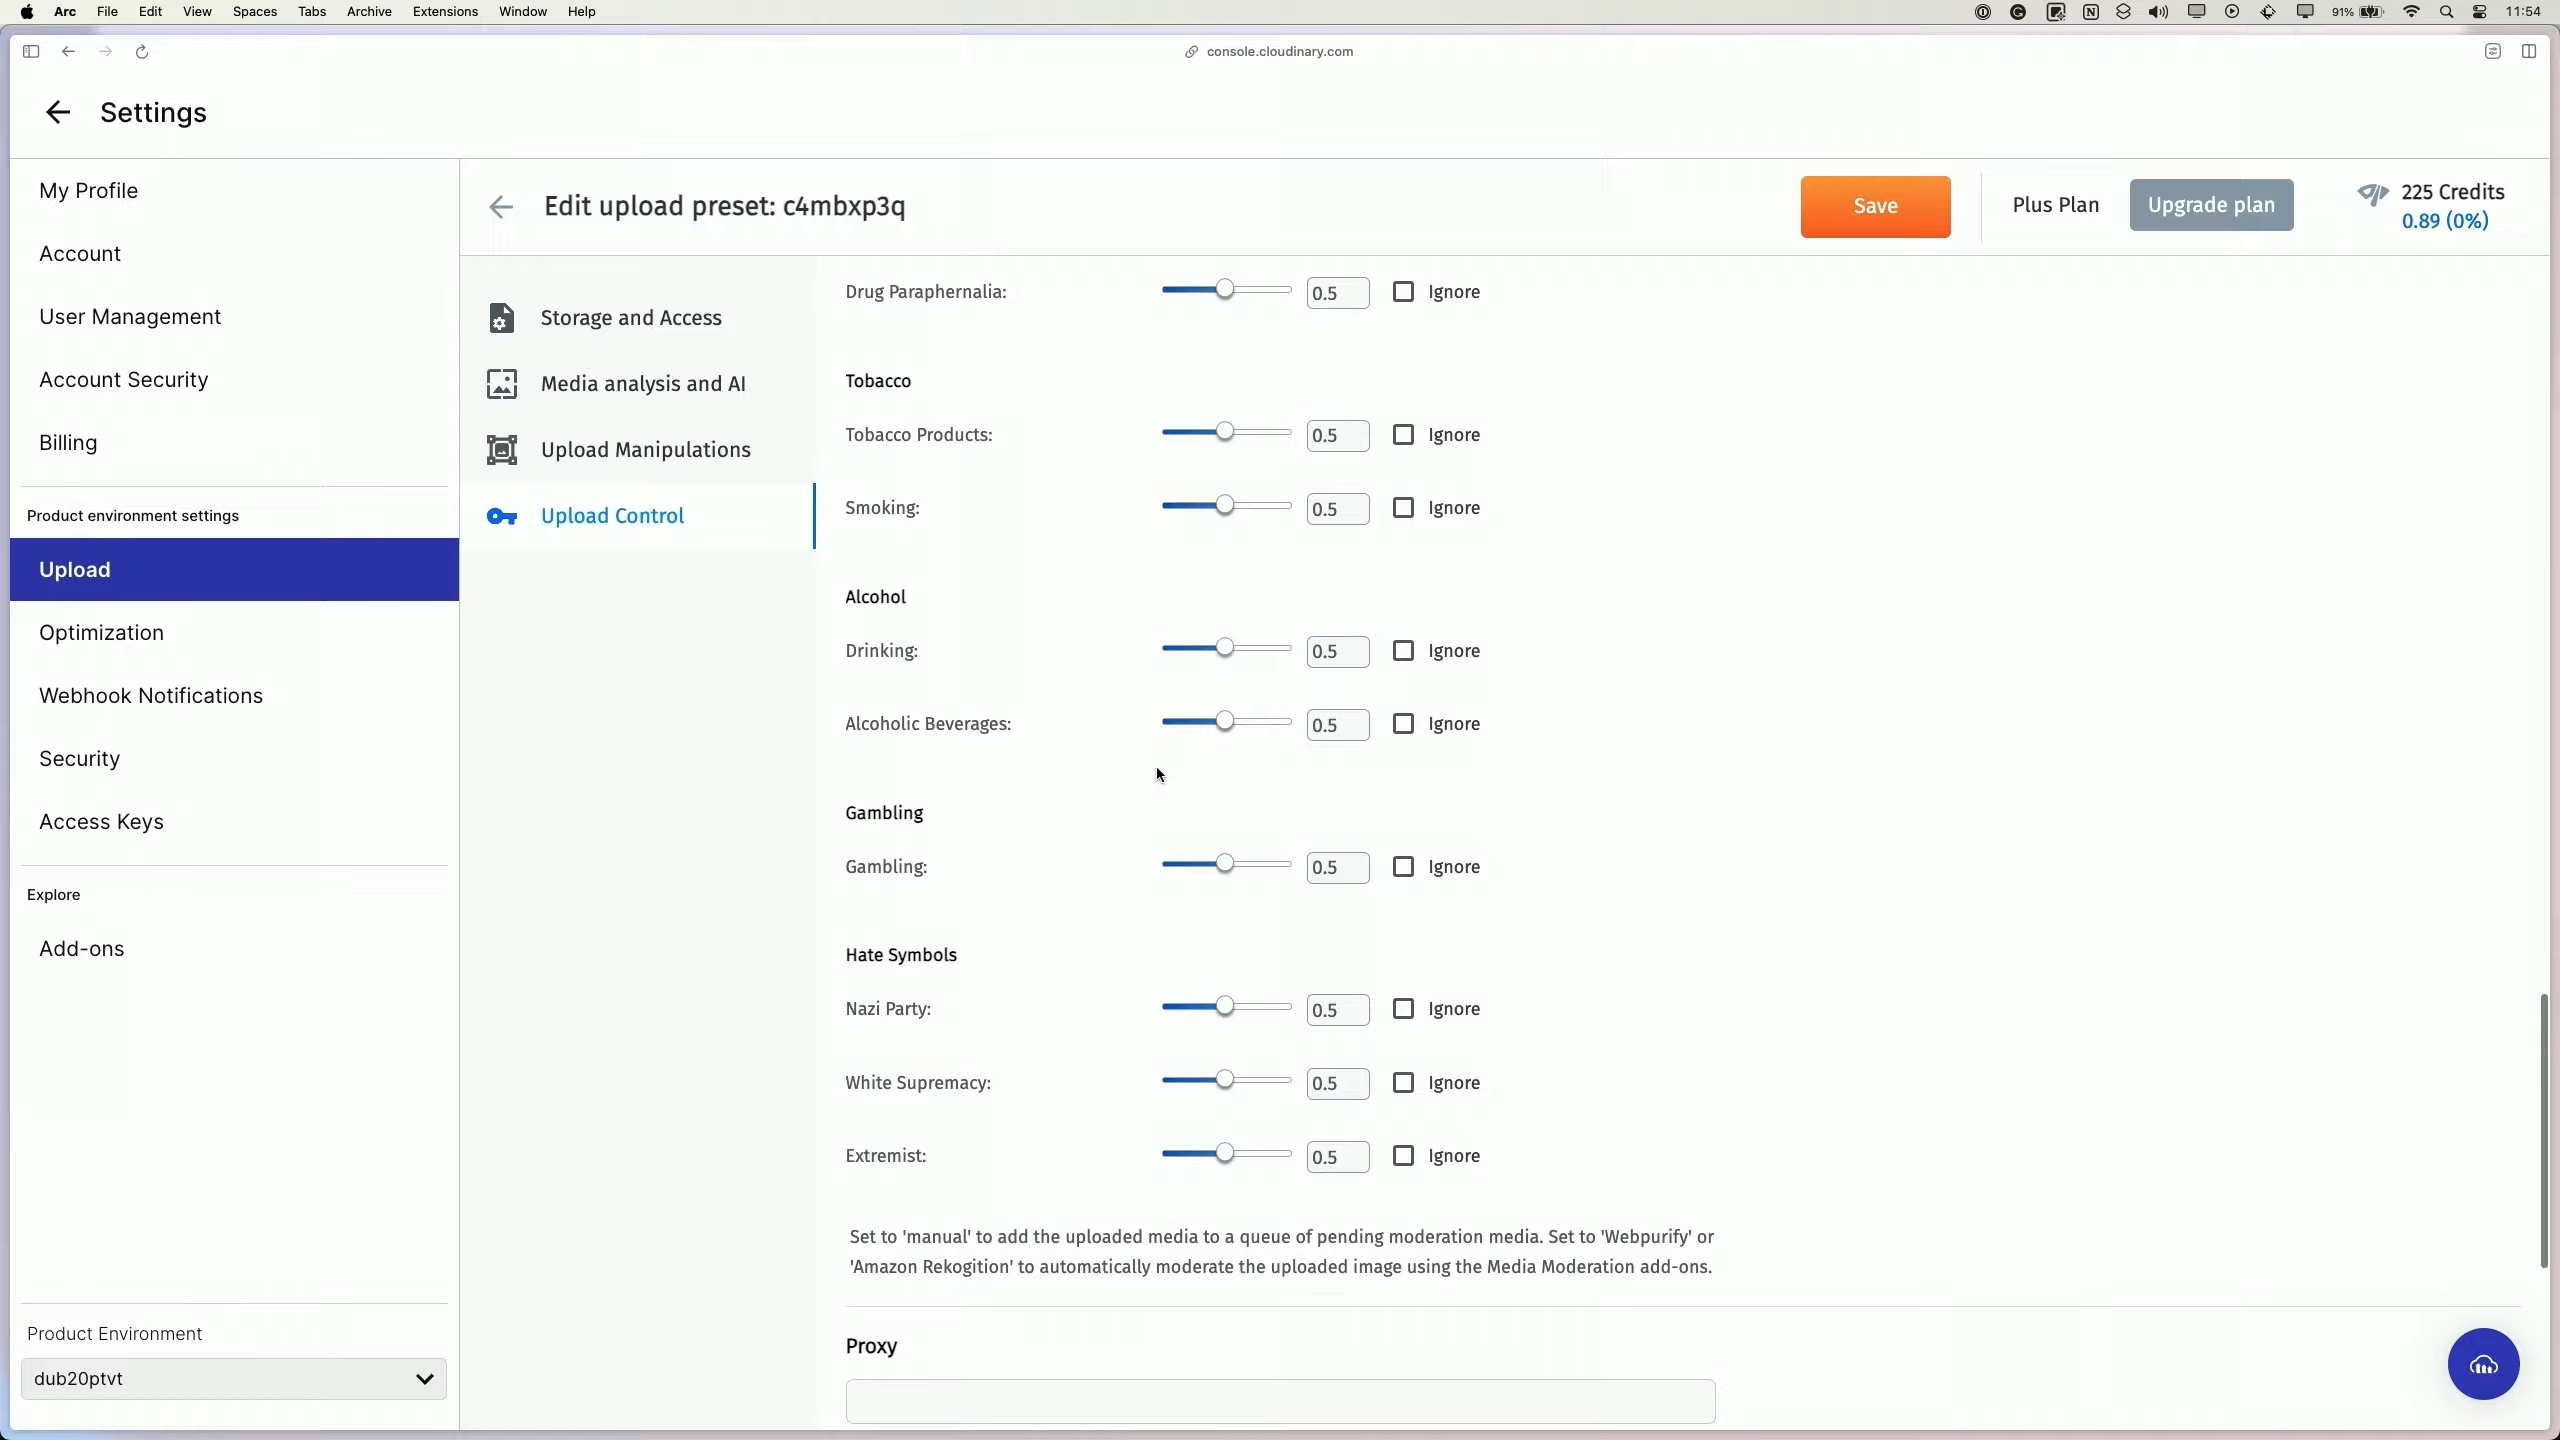 Arc File Edit View Spaces Tabs Archive Extensions Window Help 91% 11:54
console.cloudinary.com
Settings
My Profile
Account
User Management
Account Security
Billing
Product environment settings
Upload
Optimization
Webhook Notifications
Security
Access Keys
Explore
Add-ons
Product Environment
dub20ptvt
Edit upload preset: c4mbxp3q
Save
Plus Plan
Upgrade plan
225 Credits
0.89 (0%)
Storage and Access
Media analysis and AI
Upload Manipulations
Upload Control
Drug Paraphernalia: 0.5 Ignore
Tobacco
Tobacco Products: 0.5 Ignore
Smoking: 0.5 Ignore
Alcohol
Drinking: 0.5 Ignore
Alcoholic Beverages: 0.5 Ignore
Gambling
Gambling: 0.5 Ignore
Hate Symbols
Nazi Party: 0.5 Ignore
White Supremacy: 0.5 Ignore
Extremist: 0.5 Ignore
Set to 'manual' to add the uploaded media to a queue of pending moderation media. Set to 'Webpurify' or
'Amazon Rekogition' to automatically moderate the uploaded image using the Media Moderation add-ons.
Proxy